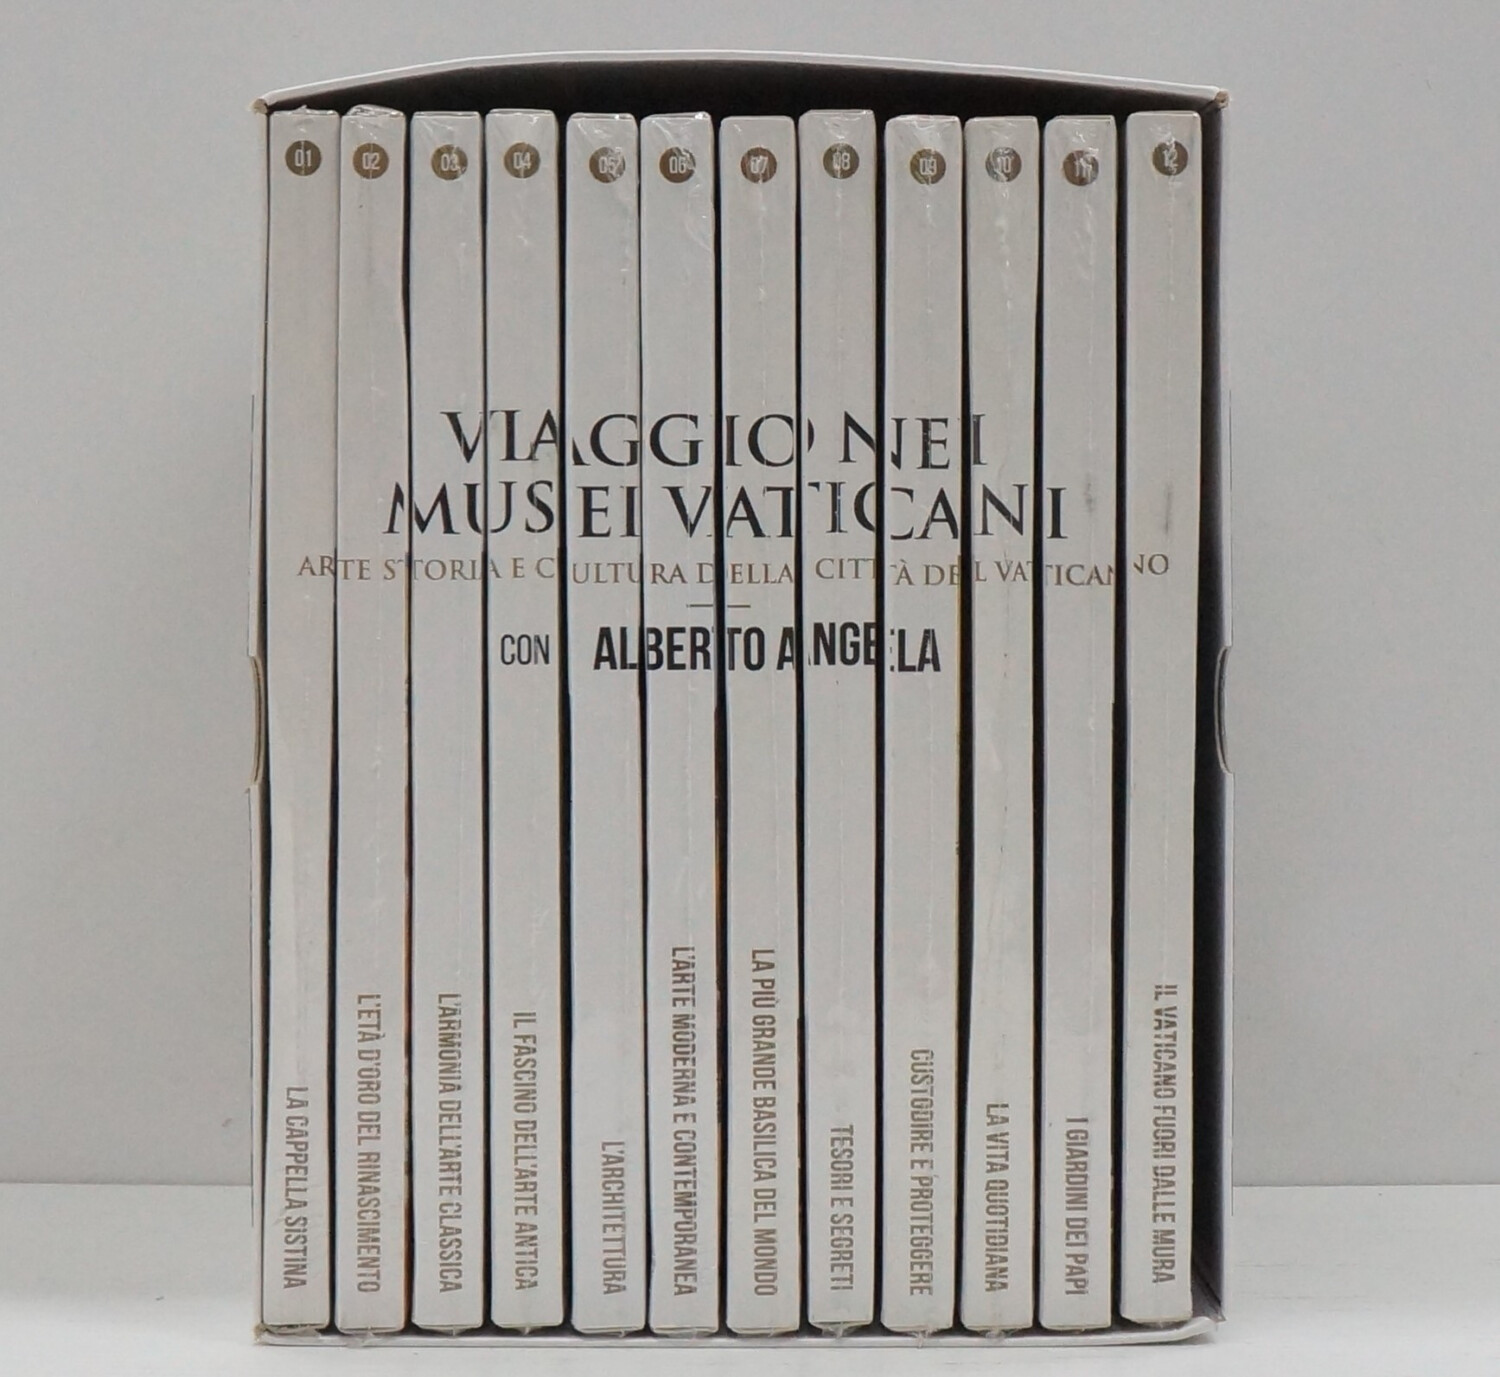 01 02 03 04 05 06 07 08 09 10 11 12
VIAGGIO NEI
MUSEI VATICANI
ARTE STORIA E CULTURA DELLA CITTÀ DEL VATICANO
CON ALBERTO ANGELA
LA CAPPELLA SISTINA
L'ETÀ D'ORO DEL RINASCIMENTO
L'ARMONIA DELL'ARTE CLASSICA
IL FASCINO DELL'ARTE ANTICA
L'ARCHITETTURA
L'ARTE MODERNA E CONTEMPORANEA
LA PIÙ GRANDE BASILICA DEL MONDO
TESORI E SEGRETI
CUSTODIRE E PROTEGGERE
LA VITA QUOTIDIANA
I GIARDINI DEI PAPI
IL VATICANO FUORI DALLE MURA